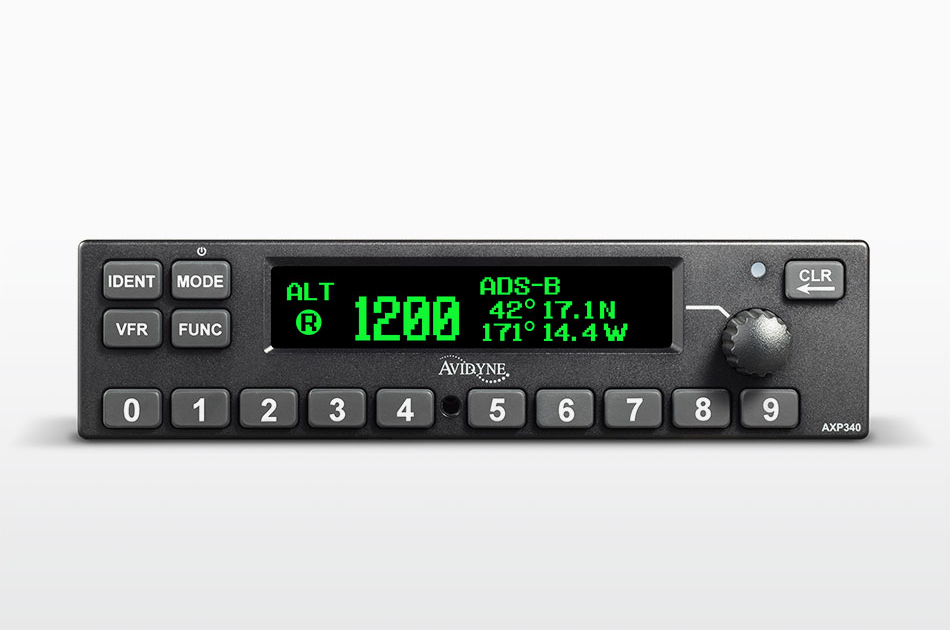 IDENT MODE
VFR FUNC
ALT
Ⓡ
1200
ADS-B
42° 17.1N
171° 14.4W
CLR
AVIDYNE
0 1 2 3 4 5 6 7 8 9
AXP340